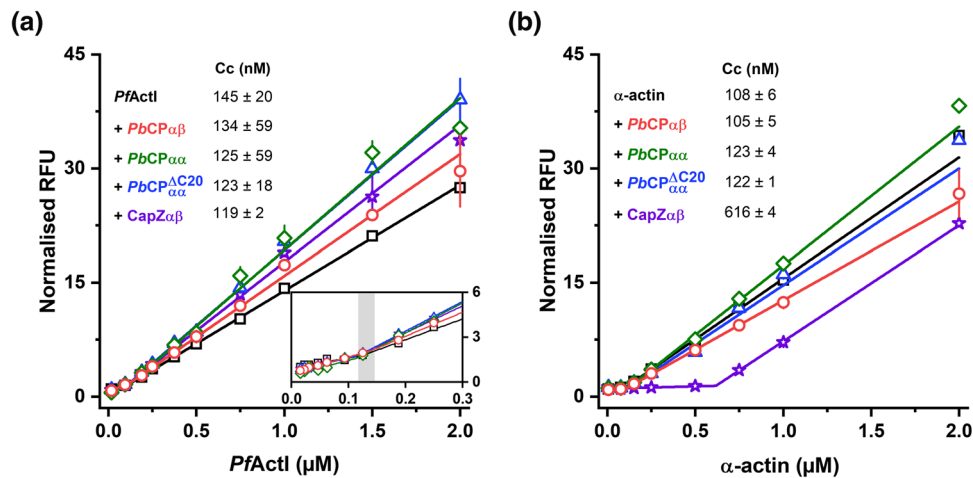 (a)
45
30
15
0
Normalised RFU
Cc (nM)
PfActI 145 ± 20
+ PbCPαβ 134 ± 59
+ PbCPαα 125 ± 59
+ PbCPααΔC20 123 ± 18
+ CapZαβ 119 ± 2
6
3
0
0.0 0.1 0.2 0.3
0.0 0.5 1.0 1.5 2.0
PfActI (µM)
(b)
45
30
15
0
Normalised RFU
Cc (nM)
α-actin 108 ± 6
+ PbCPαβ 105 ± 5
+ PbCPαα 123 ± 4
+ PbCPααΔC20 122 ± 1
+ CapZαβ 616 ± 4
0.0 0.5 1.0 1.5 2.0
α-actin (µM)